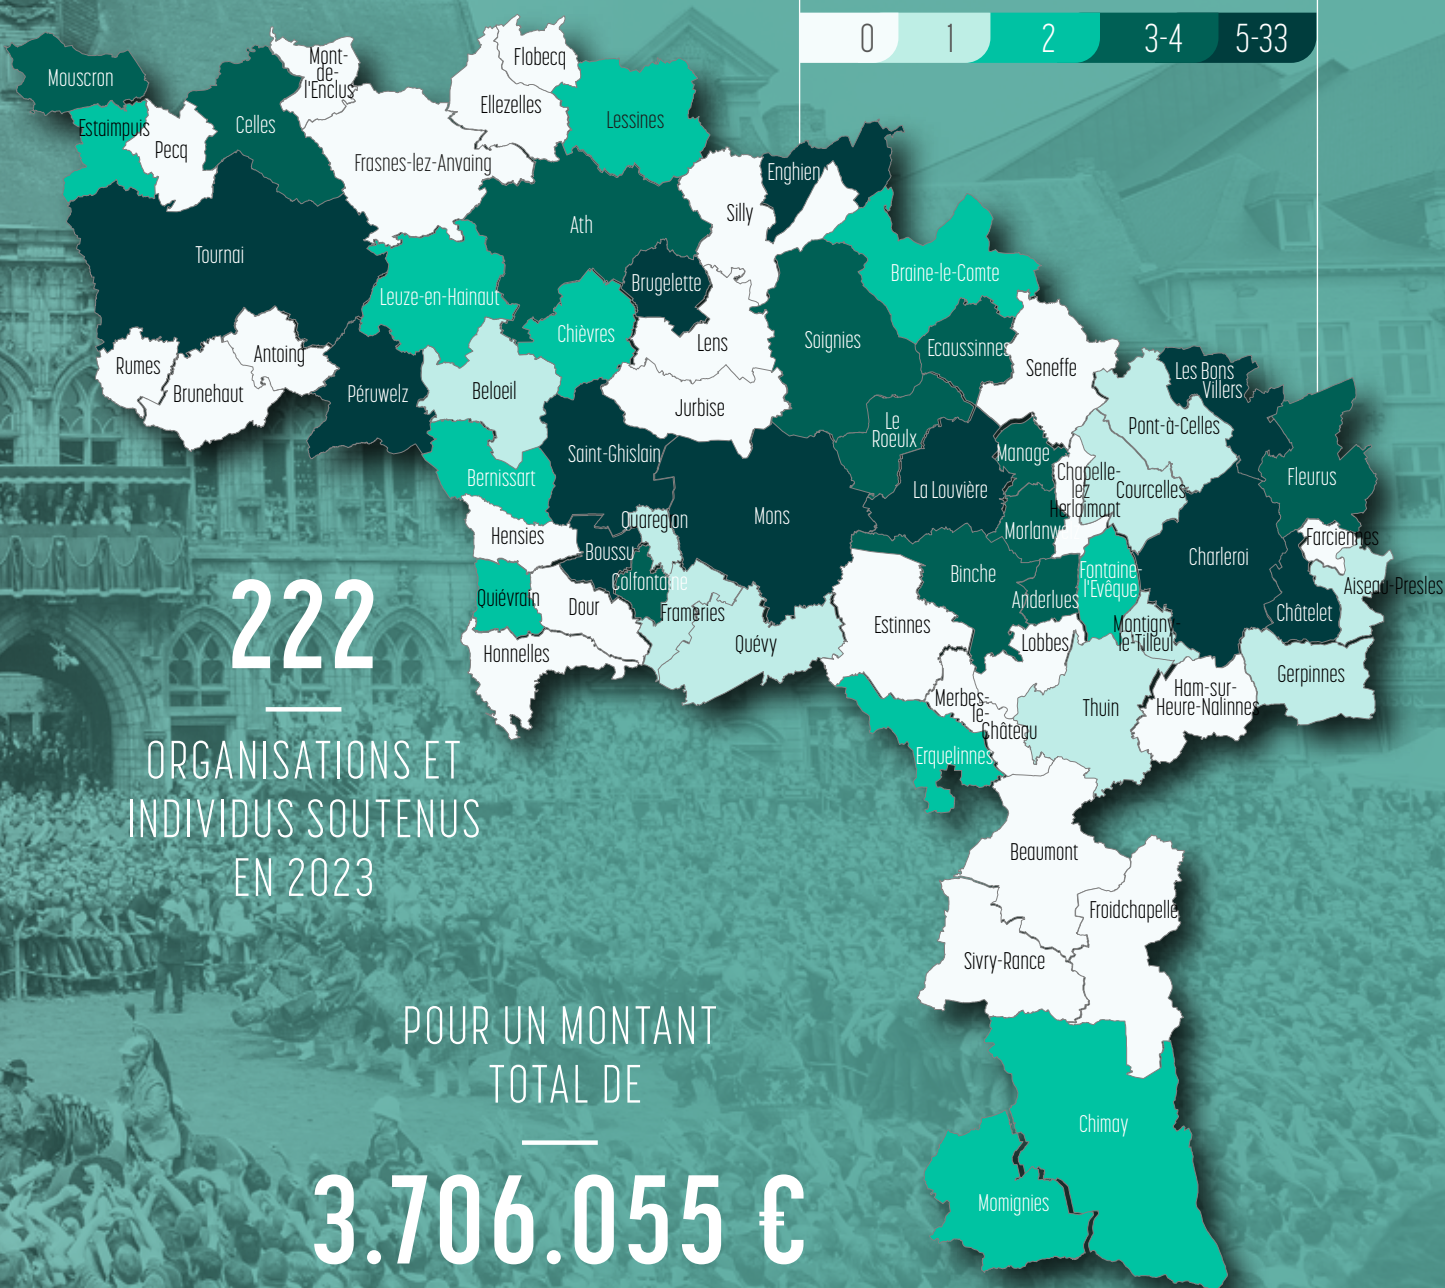 0 1 2 3-4 5-33
Mouscron
Estaimpuis
Pecq
Celles
Mont-
de-
l'Enclus
Frasnes-lez-Anvaing
Flobecq
Ellezelles
Lessines
Enghien
Silly
Ath
Tournai
Leuze-en-Hainaut
Brugelette
Chièvres
Lens
Braine-le-Comte
Soignies
Ecaussinnes
Seneffe
Rumes
Brunehaut
Antoing
Péruwelz
Beloeil
Jurbise
Les Bons
Villers
Pont-à-Celles
Le
Roeulx
Bernissart
Saint-Ghislain
Mons
La Louvière
Manage
Chapelle-
lez
Herlaimont
Courcelles
Fleurus
Morlanw
Hensies
Quaregnon
Boussu
Colfontaine
Quiévrain
Dour
Frameries
Honnelles
Quévy
Estinnes
Binche
Anderlues
Fontaine-
l'Evêque
Charleroi
Farciennes
Aiseau-Presles
Châtelet
Montigny-
le-Tilleul
Lobbes
Merbes-
le-
Château
Thuin
Ham-sur-
Heure-Nalinnes
Gerpinnes
Erquelinnes
Beaumont
Froidchapelle
Sivry-Rance
Chimay
Momignies
222
ORGANISATIONS ET
INDIVIDUS SOUTENUS
EN 2023
POUR UN MONTANT
TOTAL DE
3.706.055 €